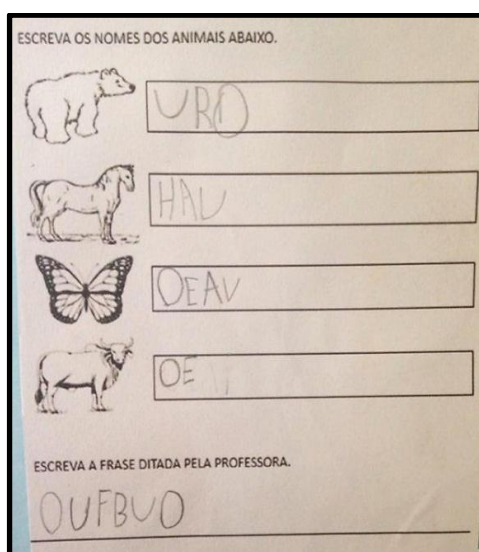 ESCREVA OS NOMES DOS ANIMAIS ABAIXO.
URO
HAU
OEAV
OE
ESCREVA A FRASE DITADA PELA PROFESSORA.
OUFBUO